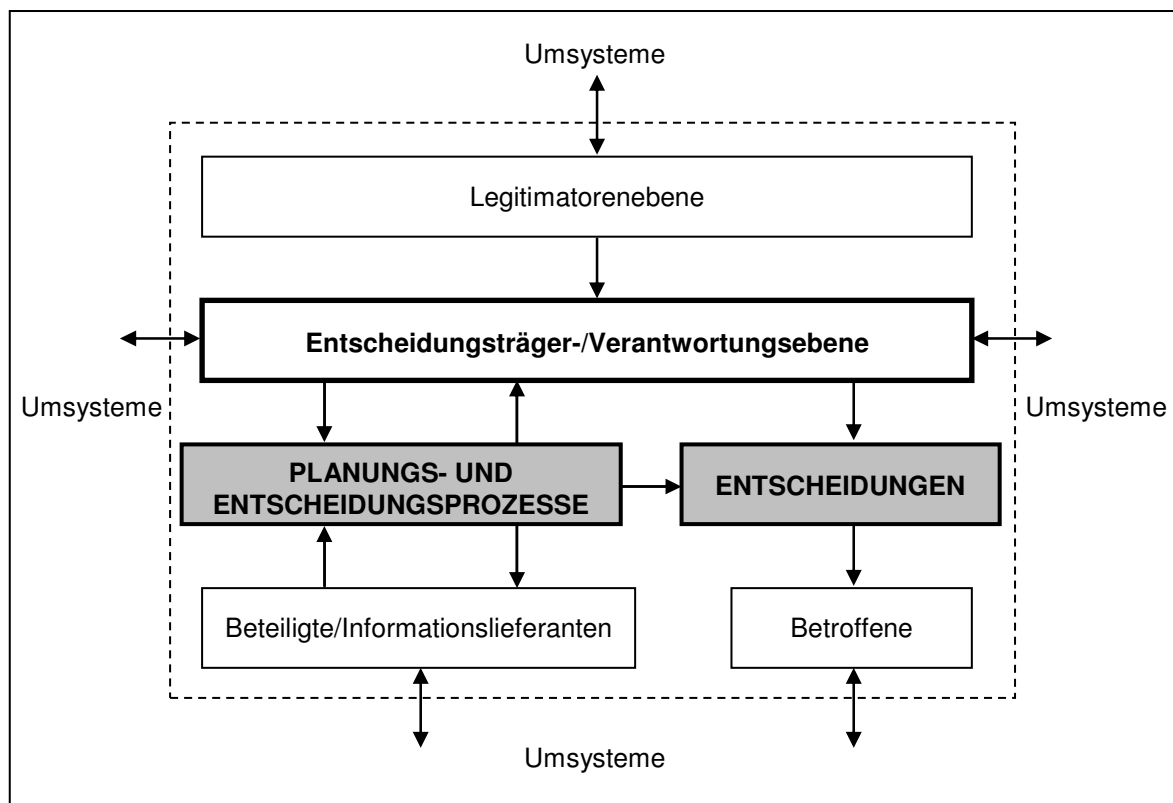 Umsysteme
Legitimatorenebene
Entscheidungsträger-/Verantwortungsebene
Umsysteme
Umsysteme
PLANUNGS- UND
ENTSCHEIDUNGSPROZESSE
ENTSCHEIDUNGEN
Beteiligte/Informationslieferanten
Betroffene
Umsysteme